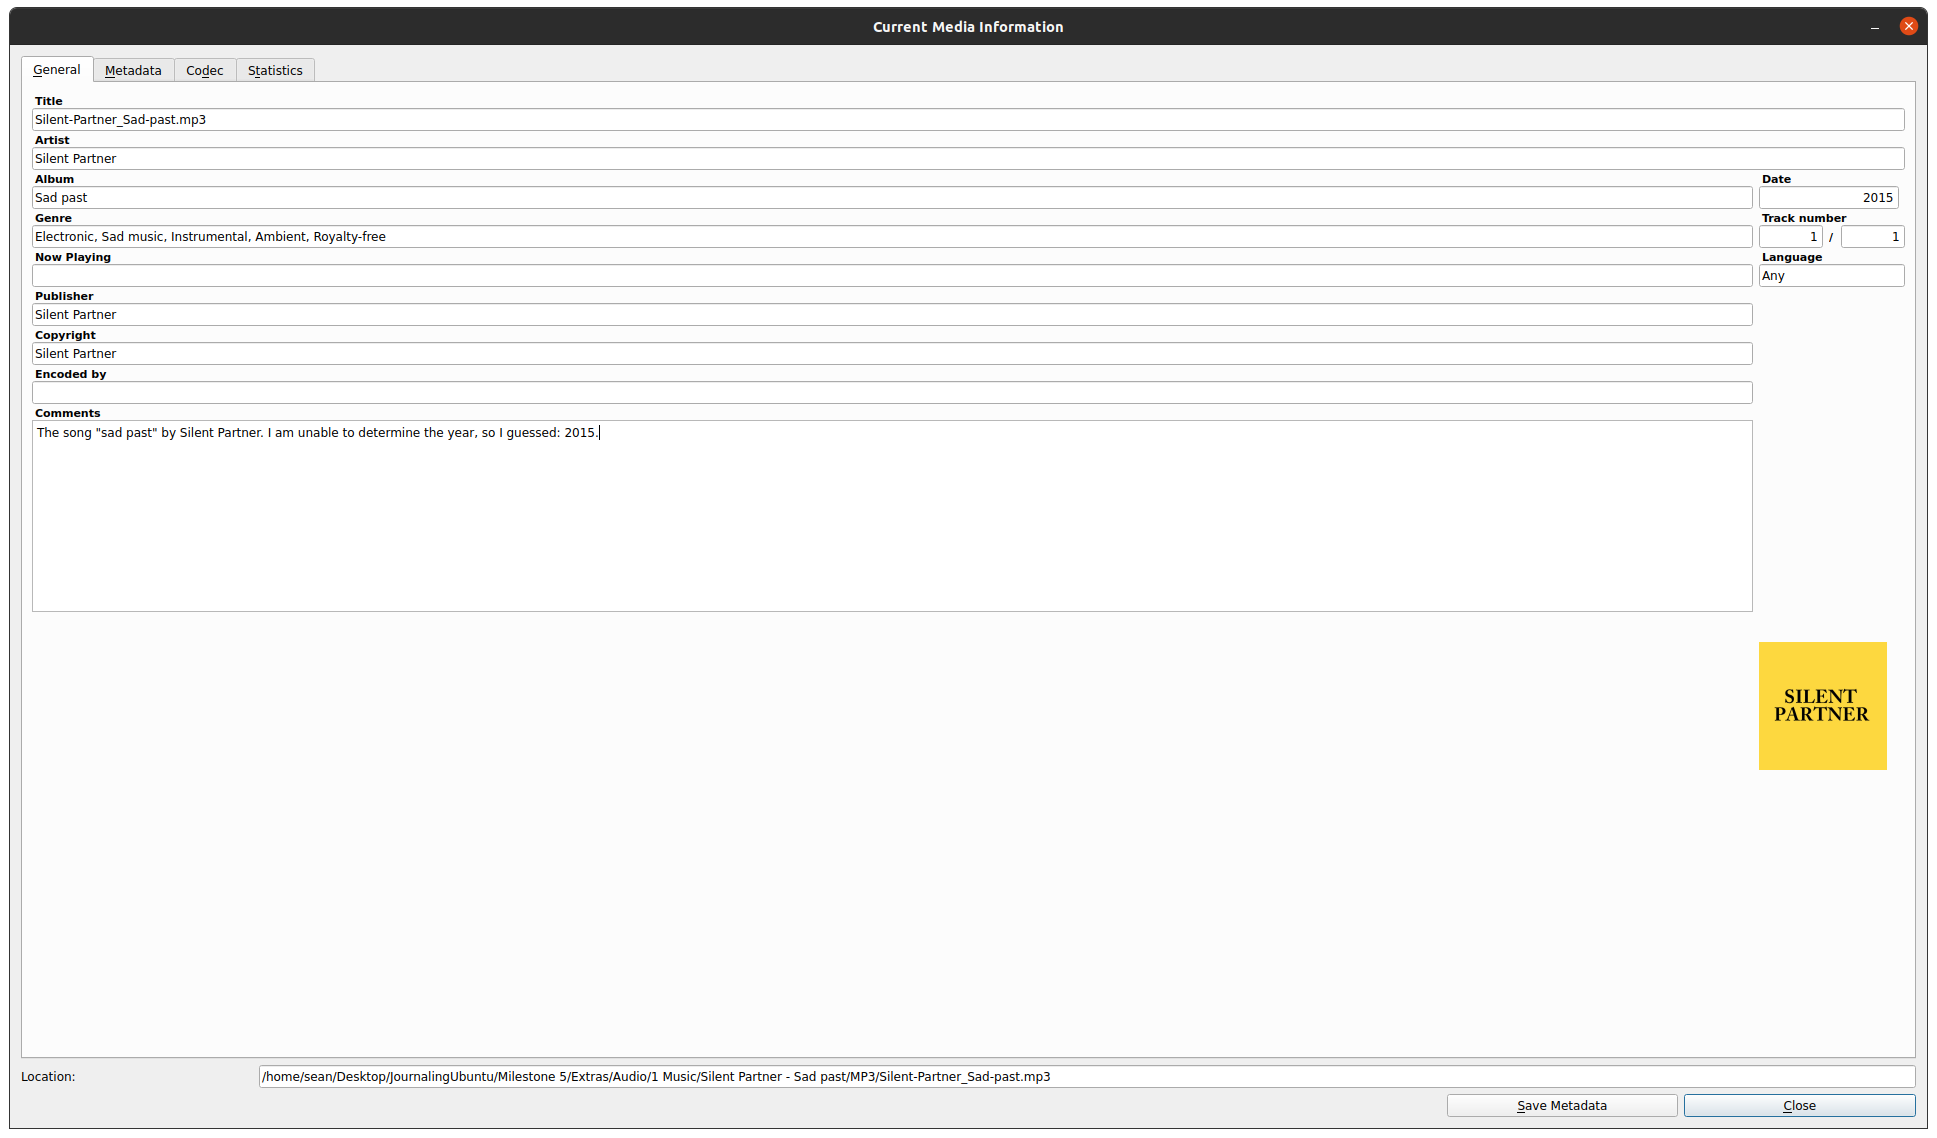 Current Media Information
General Metadata Codec Statistics
Title
Silent-Partner_Sad-past.mp3
Artist
Silent Partner
Album Date
Sad past 2015
Genre Track number
Electronic, Sad music, Instrumental, Ambient, Royalty-free 1 / 1
Now Playing Language
Any
Publisher
Silent Partner
Copyright
Silent Partner
Encoded by
Comments
The song "sad past" by Silent Partner. I am unable to determine the year, so I guessed: 2015.
SILENT
PARTNER
Location: /home/sean/Desktop/JournalingUbuntu/Milestone 5/Extras/Audio/1 Music/Silent Partner - Sad past/MP3/Silent-Partner_Sad-past.mp3
Save Metadata Close